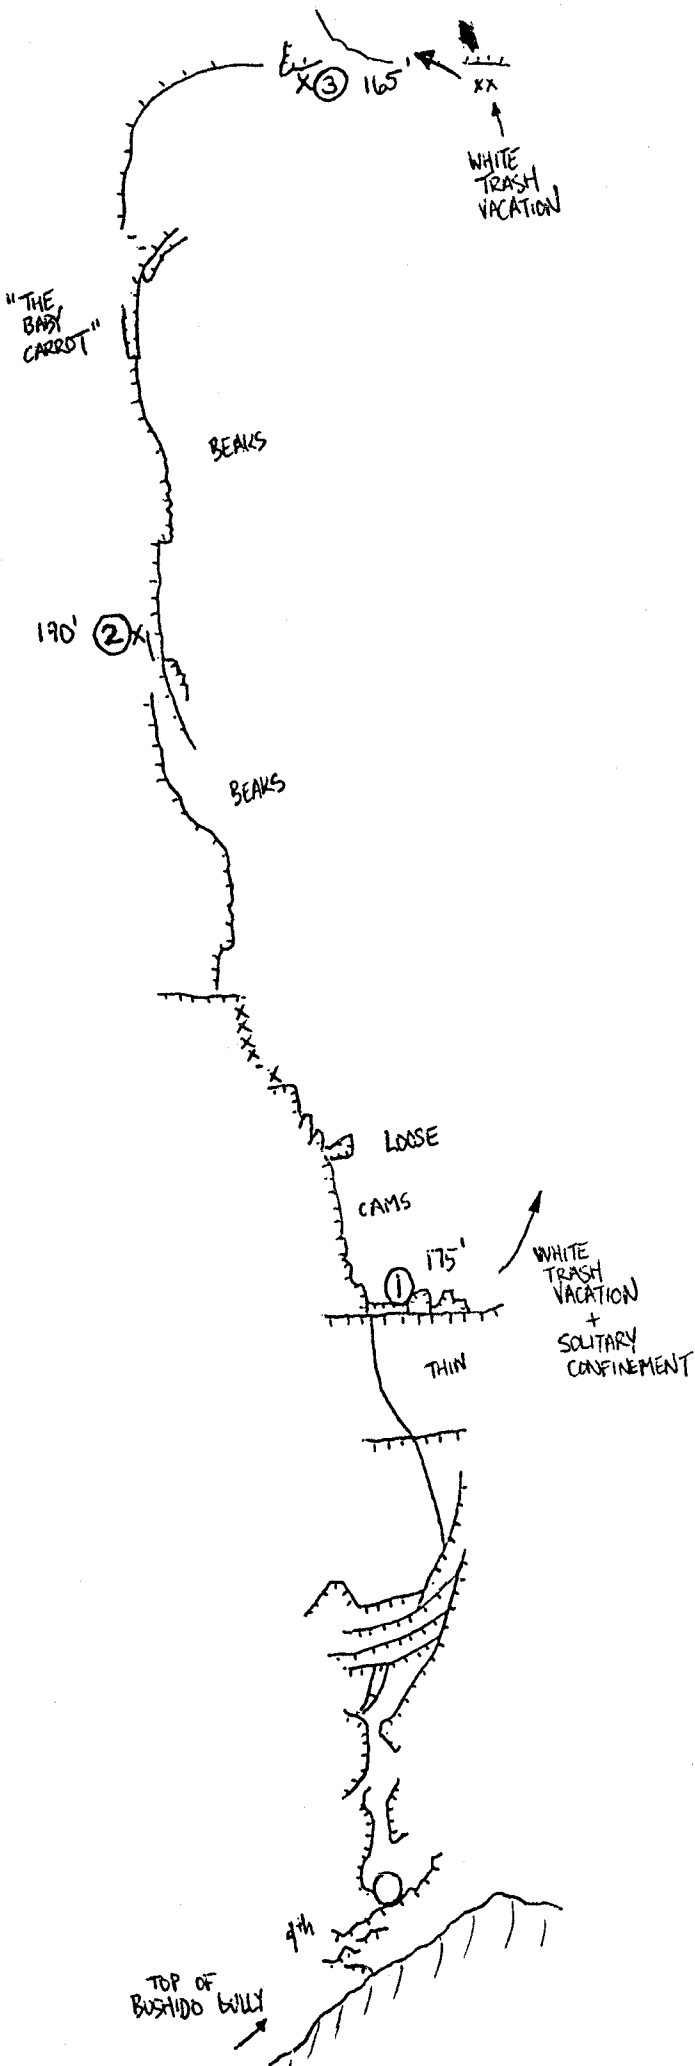 X ③ 165'
xx
WHITE
TRASH
VACATION
"THE
BABY
CARROT"
BEAKS
190' ② X
BEAKS
X
X
X
X
X
LOOSE
CAMS
① 175'
WHITE
TRASH
VACATION
+
SOLITARY
CONFINEMENT
THIN
4th
TOP OF
BUSHIDO GULLY